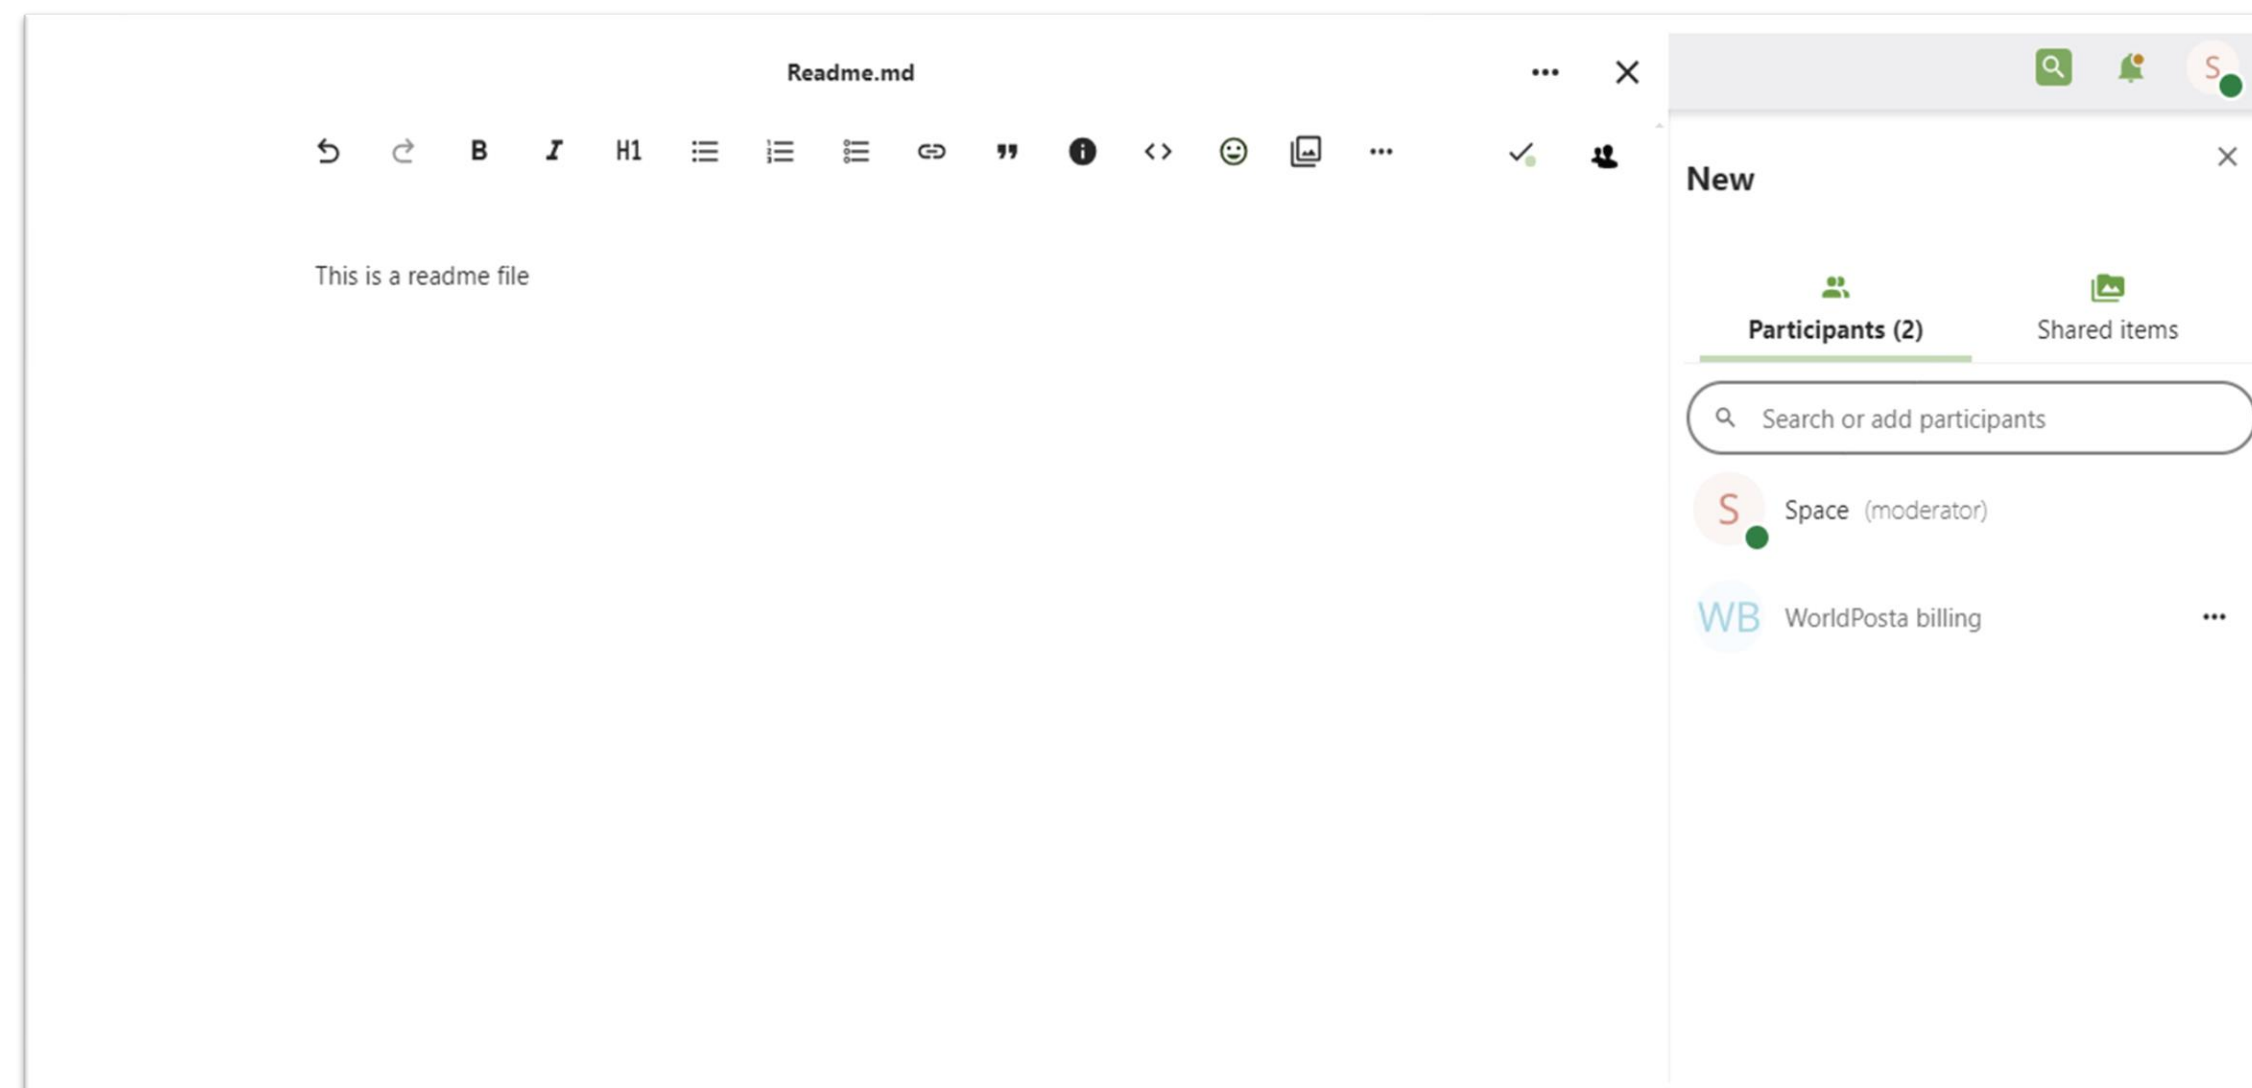 Readme.md
B I H1
This is a readme file
S
New
Participants (2)
Shared items
Search or add participants
S
Space (moderator)
WB
WorldPosta billing